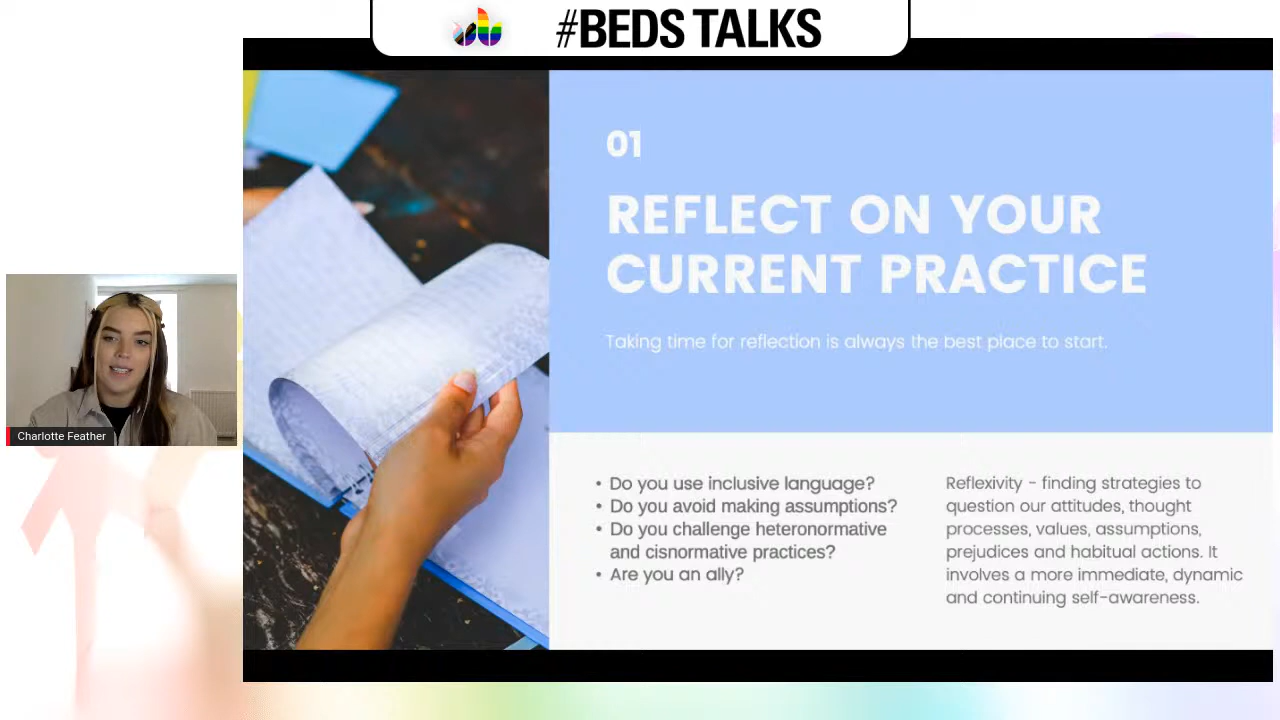 #BEDS TALKS
01
REFLECT ON YOUR
CURRENT PRACTICE
Taking time for reflection is always the best place to start.
• Do you use inclusive language?
• Do you avoid making assumptions?
• Do you challenge heteronormative
and cisnormative practices?
• Are you an ally?
Reflexivity - finding strategies to
question our attitudes, thought
processes, values, assumptions,
prejudices and habitual actions. It
involves a more immediate, dynamic
and continuing self-awareness.
Charlotte Feather